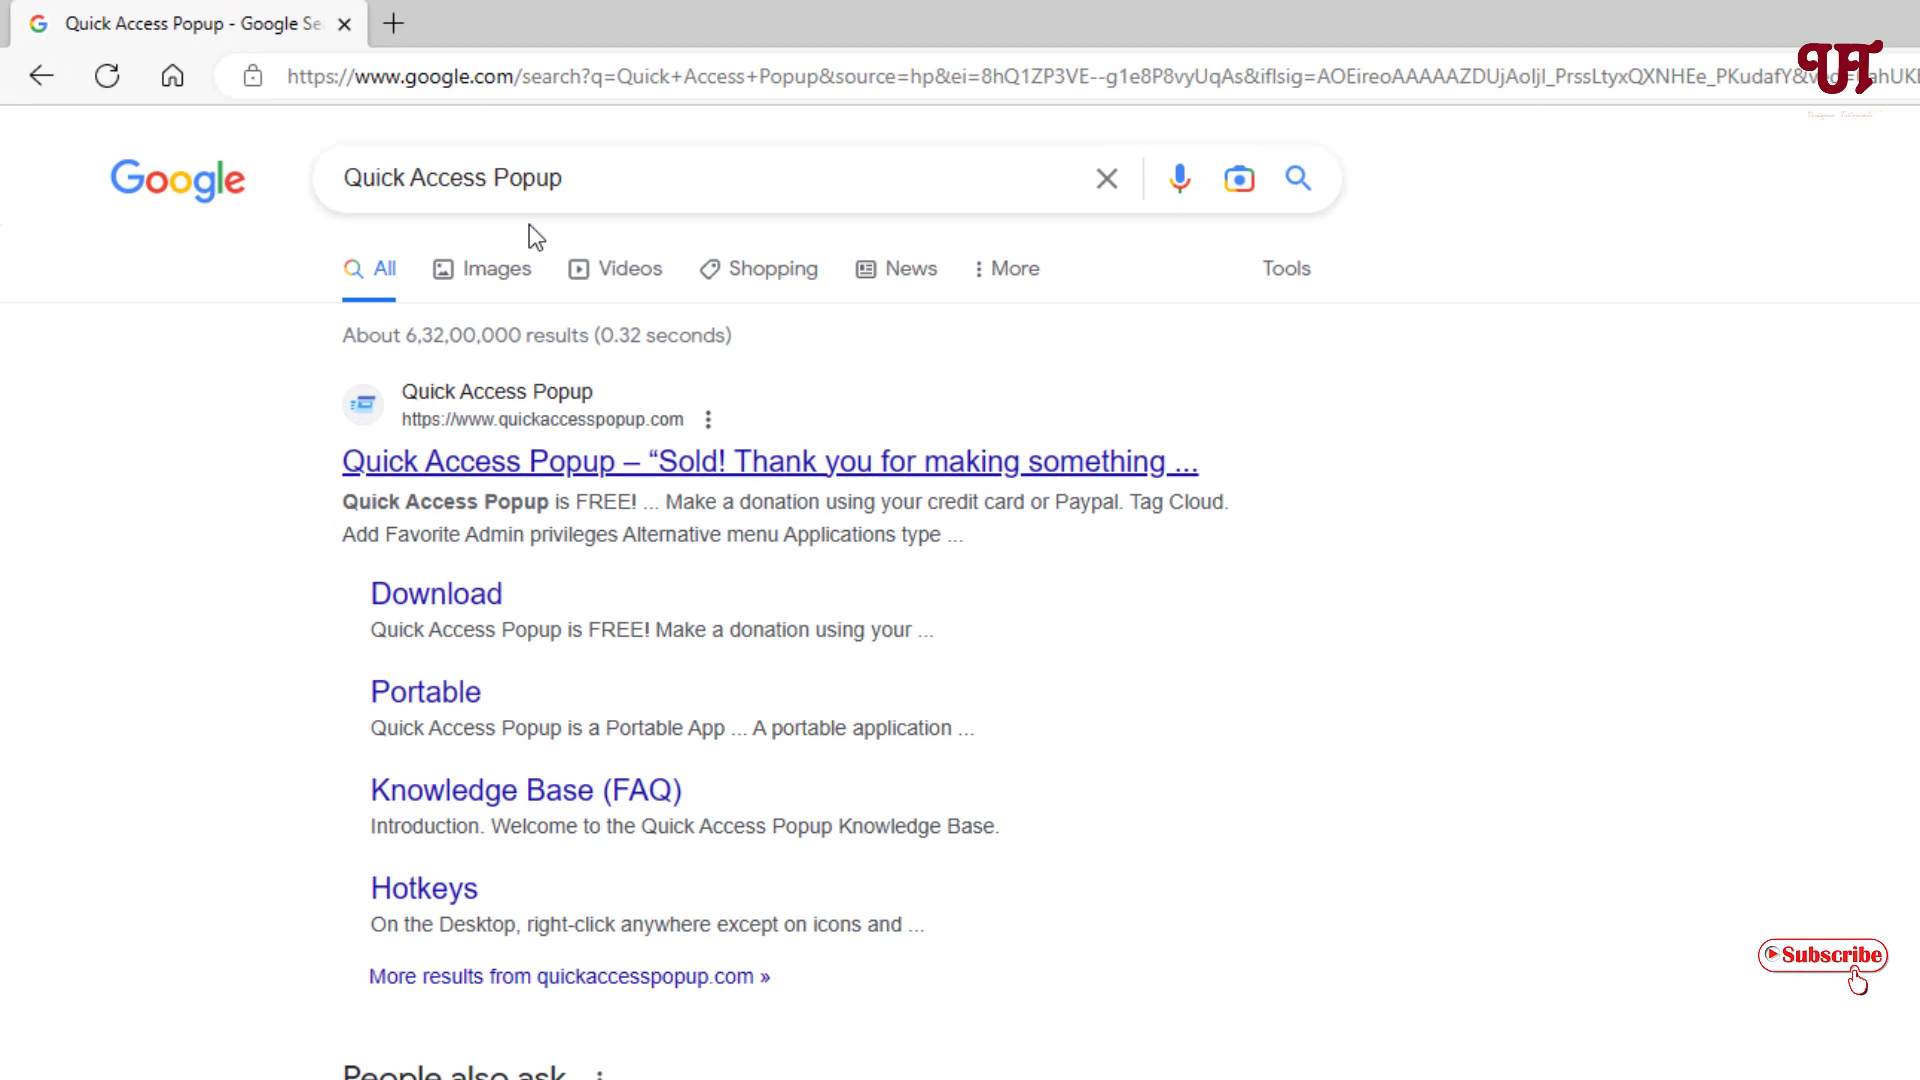 Quick Access Popup - Google Se
https://www.google.com/search?q=Quick+Access+Popup&source=hp&ei=8hQ1ZP3VE--g1e8P8vyUqAs&iflsig=AOEireoAAAAAZDUjAoIjI_PrssLtyxQXNHEe_PKudafY&ved=0ahUKE
UT
Google
Quick Access Popup
All
Images
Videos
Shopping
News
More
Tools
About 6,32,00,000 results (0.32 seconds)
Quick Access Popup
https://www.quickaccesspopup.com
Quick Access Popup – “Sold! Thank you for making something ...
Quick Access Popup is FREE! ... Make a donation using your credit card or Paypal. Tag Cloud.
Add Favorite Admin privileges Alternative menu Applications type ...
Download
Quick Access Popup is FREE! Make a donation using your ...
Portable
Quick Access Popup is a Portable App ... A portable application ...
Knowledge Base (FAQ)
Introduction. Welcome to the Quick Access Popup Knowledge Base.
Hotkeys
On the Desktop, right-click anywhere except on icons and ...
More results from quickaccesspopup.com »
Subscribe
People also ask